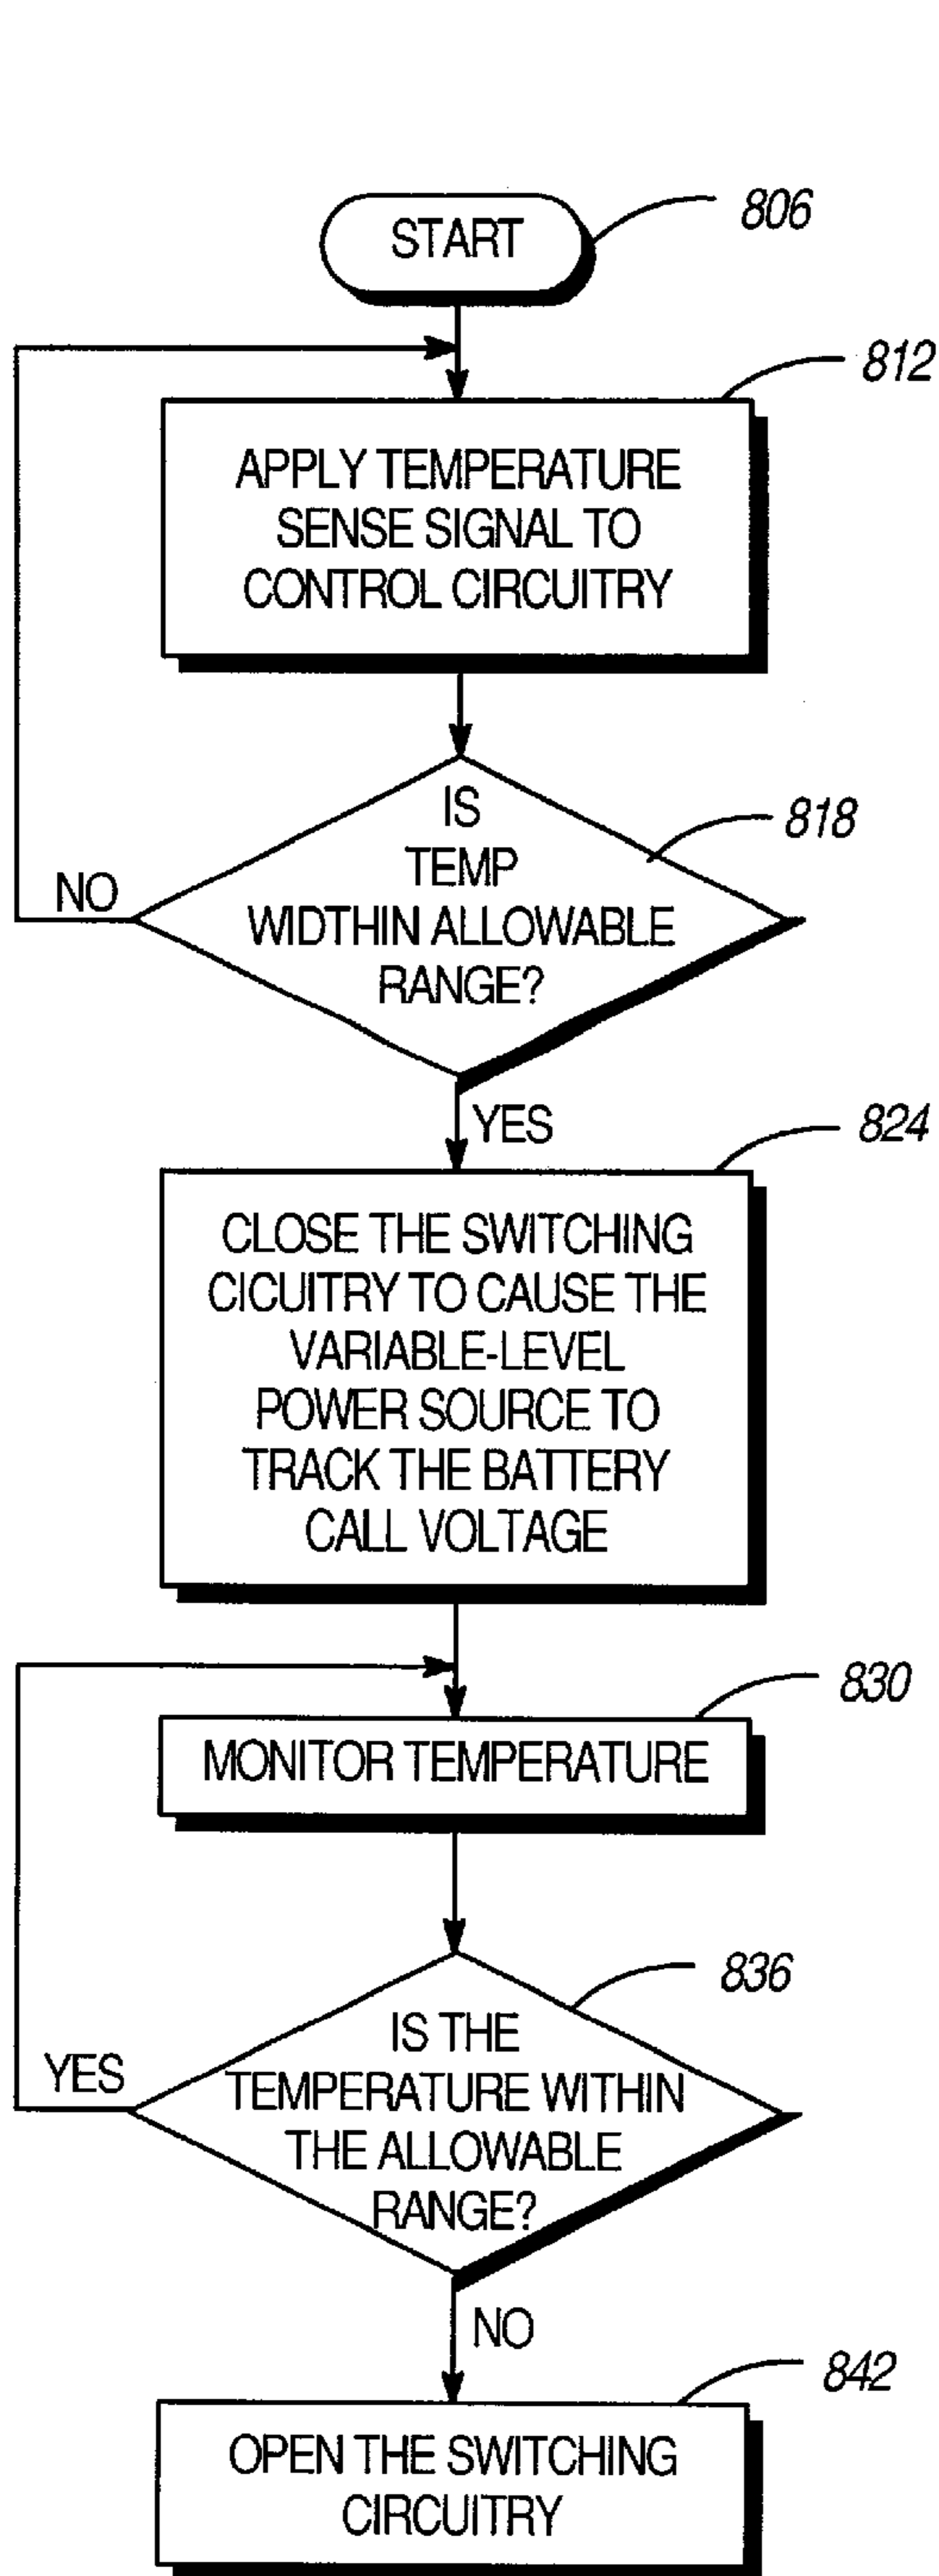 START
806
812
APPLY TEMPERATURE
SENSE SIGNAL TO
CONTROL CIRCUITRY
818
IS
TEMP
WIDTHIN ALLOWABLE
RANGE?
NO
YES
824
CLOSE THE SWITCHING
CICUITRY TO CAUSE THE
VARIABLE-LEVEL
POWER SOURCE TO
TRACK THE BATTERY
CALL VOLTAGE
830
MONITOR TEMPERATURE
836
IS THE
TEMPERATURE WITHIN
THE ALLOWABLE
RANGE?
YES
NO
842
OPEN THE SWITCHING
CIRCUITRY